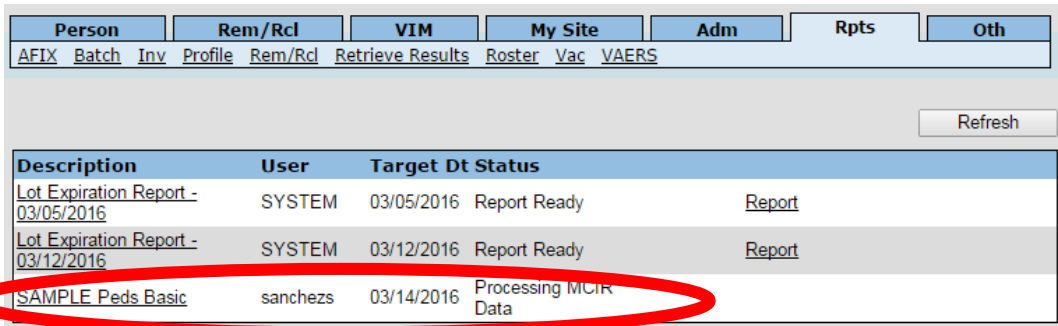 Person Rem/Rcl VIM My Site Adm Rpts Oth
AFIX Batch Inv Profile Rem/Rcl Retrieve Results Roster Vac VAERS
Refresh
Description User Target Dt Status
Lot Expiration Report -
03/05/2016 SYSTEM 03/05/2016 Report Ready Report
Lot Expiration Report -
03/12/2016 SYSTEM 03/12/2016 Report Ready Report
SAMPLE Peds Basic sanchezs 03/14/2016 Processing MCIR
Data